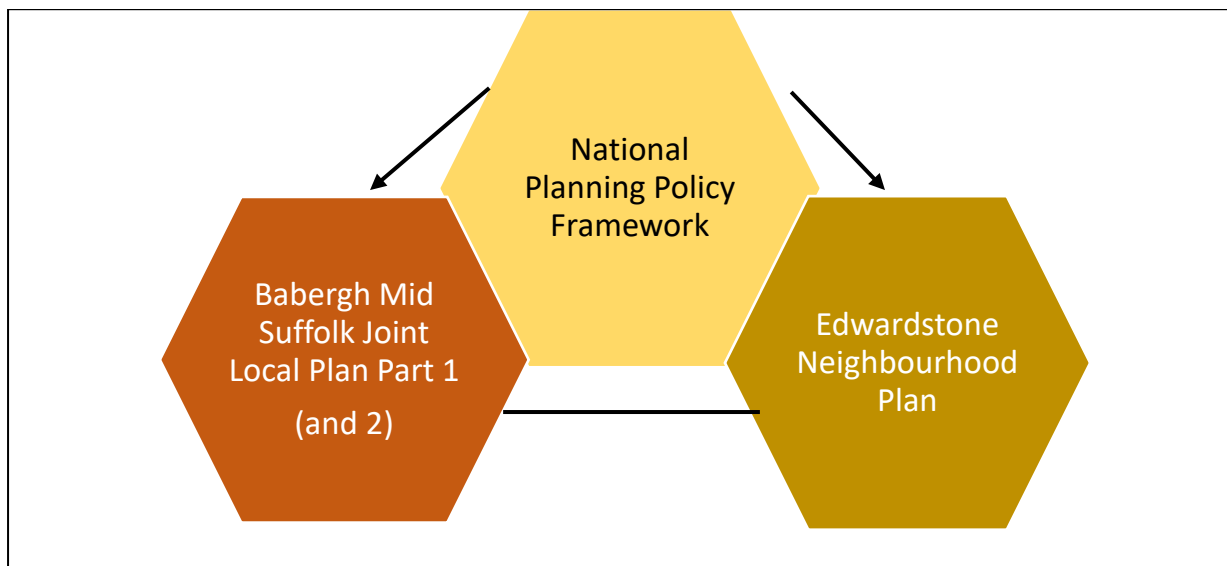 National
Planning Policy
Framework
Babergh Mid
Suffolk Joint
Local Plan Part 1
(and 2)
Edwardstone
Neighbourhood
Plan